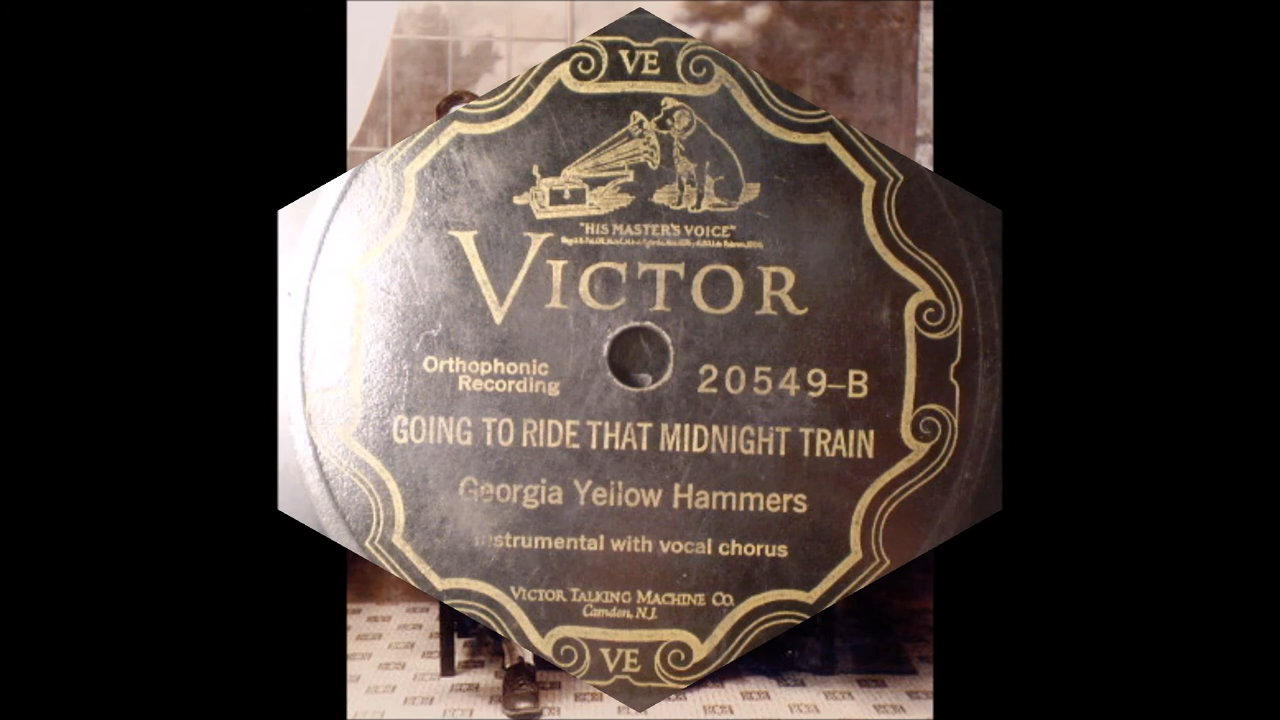 VE
"HIS MASTER'S VOICE"
VICTOR
Orthophonic
Recording
20549-B
GOING TO RIDE THAT MIDNIGHT TRAIN
Georgia Yellow Hammers
Instrumental with vocal chorus
VICTOR TALKING MACHINE CO.
Camden, N.J.
VE